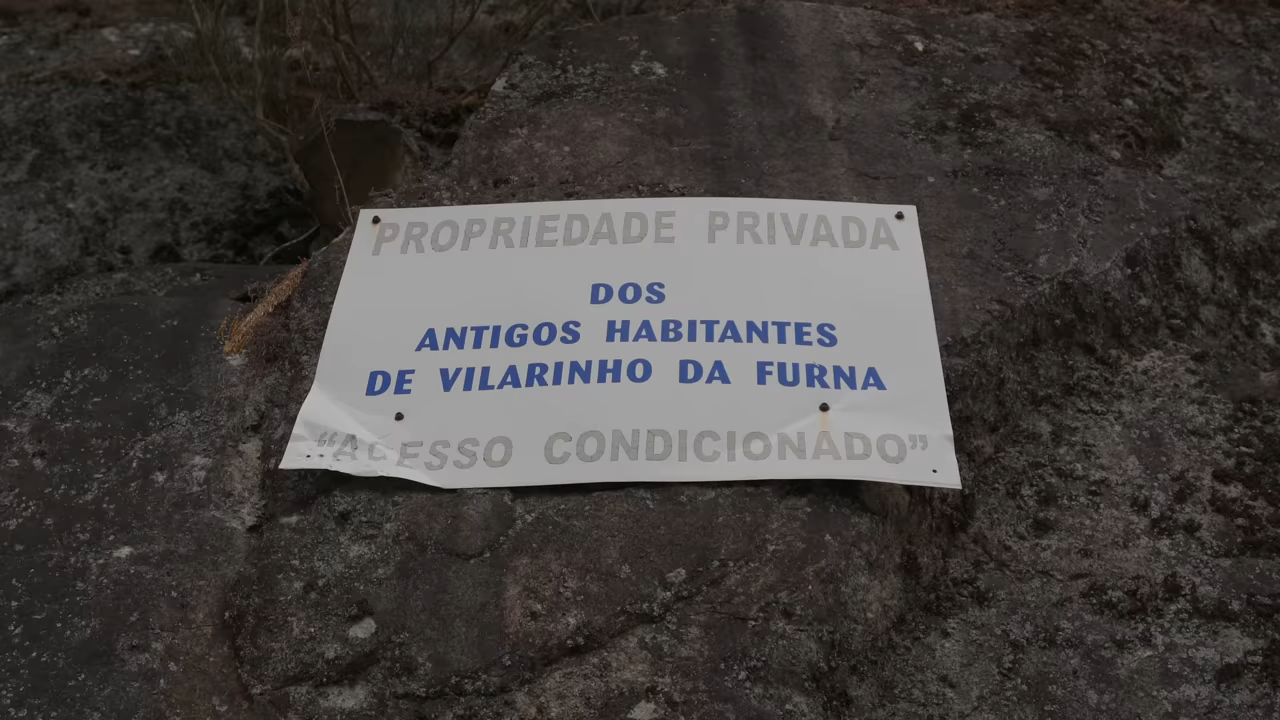 PROPRIEDADE PRIVADA
DOS
ANTIGOS HABITANTES
DE VILARINHO DA FURNA
“ACESSO CONDICIONADO”